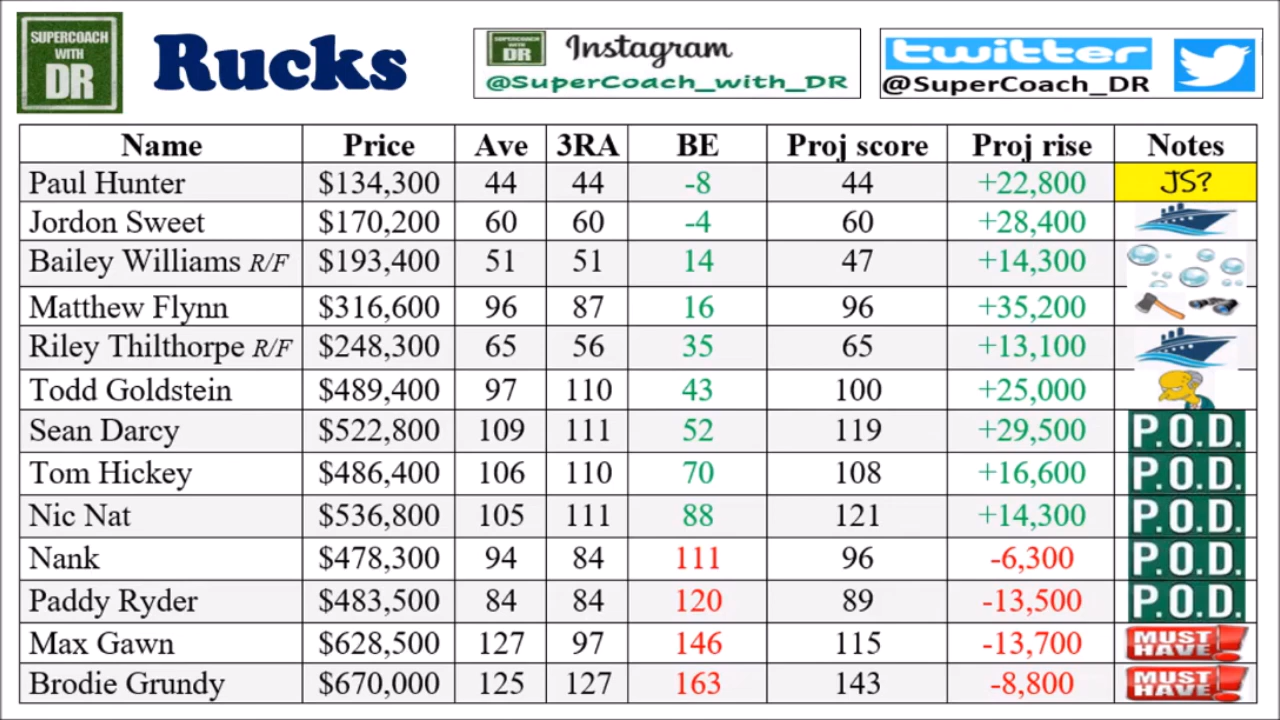 SUPERCOACH
WITH
DR
Rucks
SUPERCOACH
WITH
DR
Instagram
@SuperCoach_with_DR
twitter
@SuperCoach_DR
Name Price Ave 3RA BE Proj score Proj rise Notes
Paul Hunter $134,300 44 44 -8 44 +22,800 JS?
Jordon Sweet $170,200 60 60 -4 60 +28,400
Bailey Williams R/F $193,400 51 51 14 47 +14,300
Matthew Flynn $316,600 96 87 16 96 +35,200
Riley Thilthorpe R/F $248,300 65 56 35 65 +13,100
Todd Goldstein $489,400 97 110 43 100 +25,000
Sean Darcy $522,800 109 111 52 119 +29,500 P.O.D.
Tom Hickey $486,400 106 110 70 108 +16,600 P.O.D.
Nic Nat $536,800 105 111 88 121 +14,300 P.O.D.
Nank $478,300 94 84 111 96 -6,300 P.O.D.
Paddy Ryder $483,500 84 84 120 89 -13,500 P.O.D.
Max Gawn $628,500 127 97 146 115 -13,700 MUST HAVE!
Brodie Grundy $670,000 125 127 163 143 -8,800 MUST HAVE!